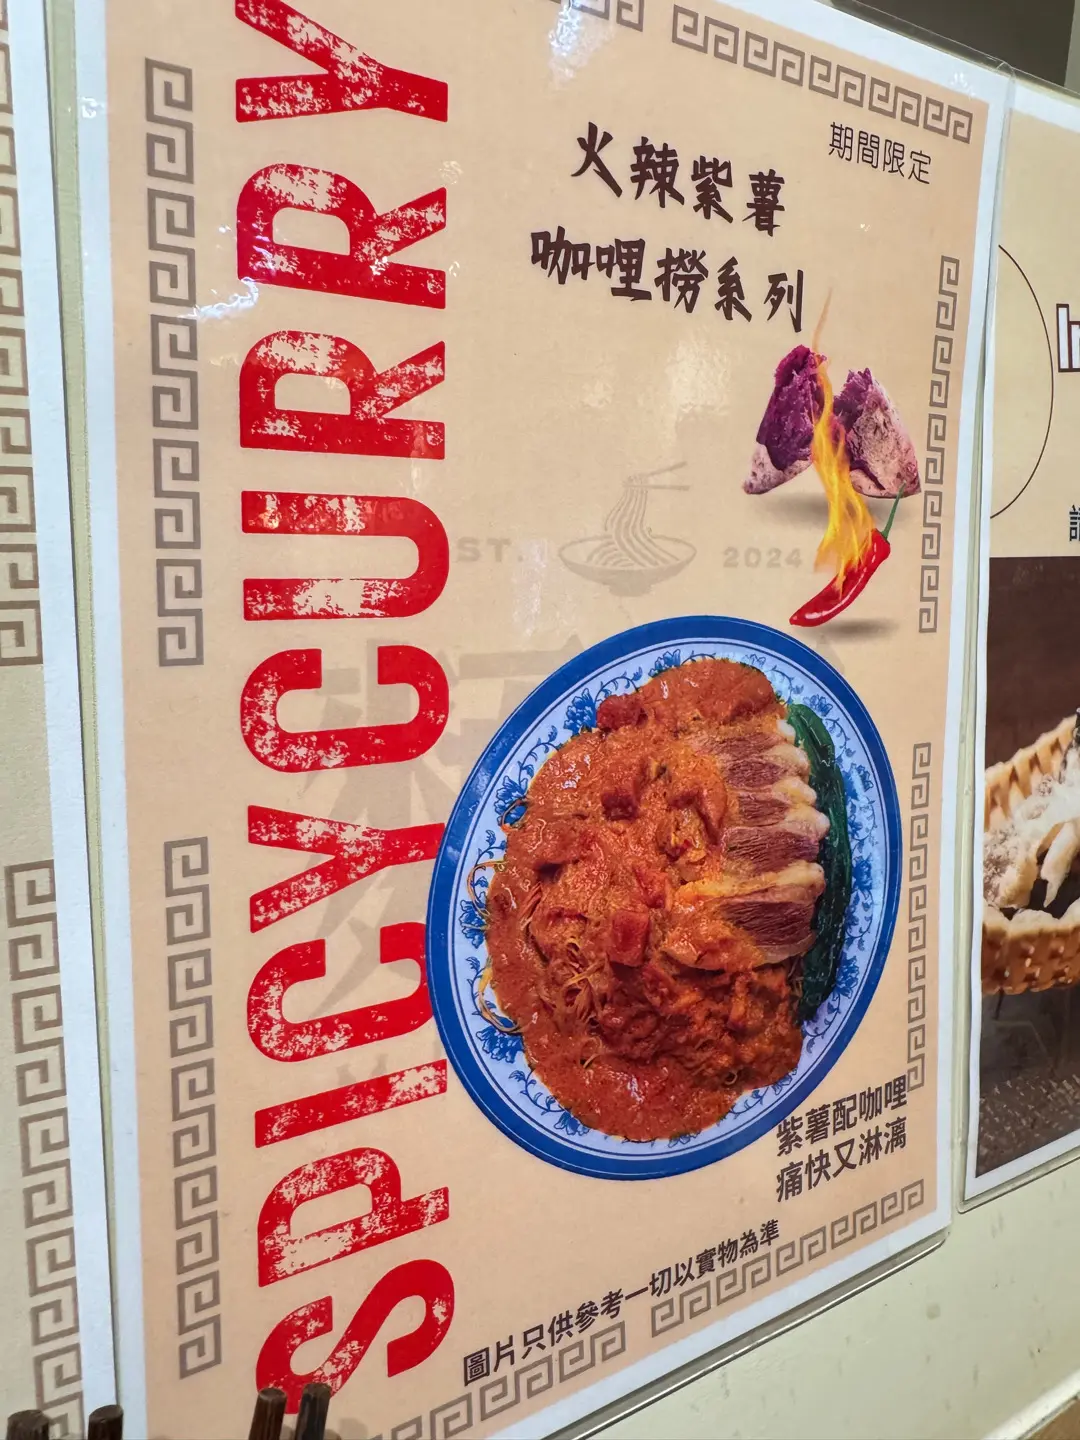 期間限定
火辣紫薯
咖哩撈系列
SPICY CURRY
2024
紫薯配咖哩
痛快又淋漓
圖片只供參考一切以實物為準